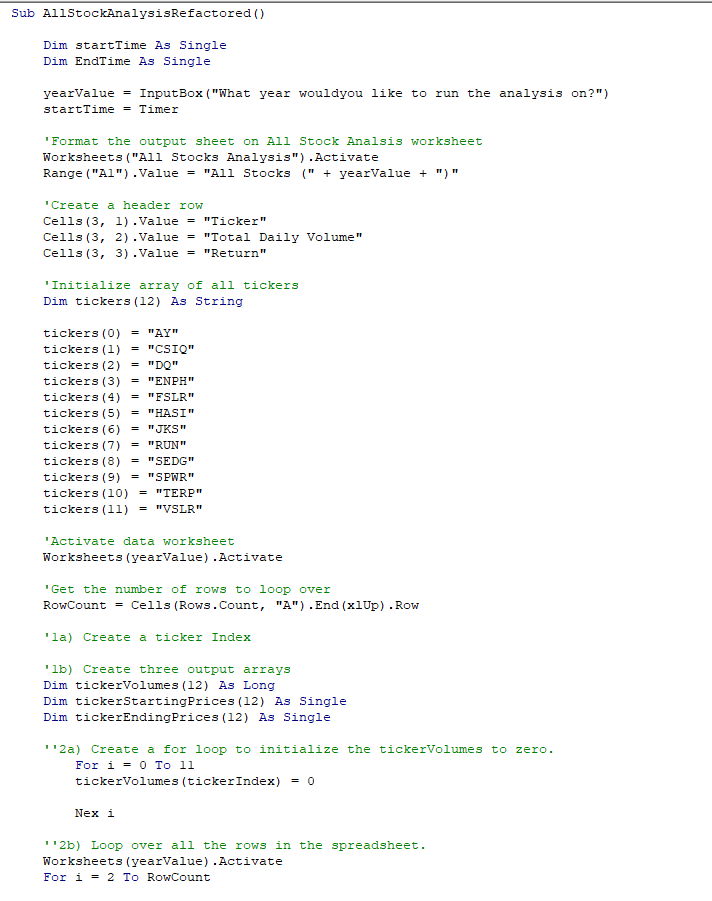 Sub AllStockAnalysisRefactored()
Dim startTime As Single
Dim EndTime As Single
yearValue = InputBox("What year wouldyou like to run the analysis on?")
startTime = Timer
'Format the output sheet on All Stock Analsis worksheet
Worksheets("All Stocks Analysis").Activate
Range("A1").Value = "All Stocks (" + yearValue + ")"
'Create a header row
Cells(3, 1).Value = "Ticker"
Cells(3, 2).Value = "Total Daily Volume"
Cells(3, 3).Value = "Return"
'Initialize array of all tickers
Dim tickers(12) As String
tickers(0) = "AY"
tickers(1) = "CSIQ"
tickers(2) = "DQ"
tickers(3) = "ENPH"
tickers(4) = "FSLR"
tickers(5) = "HASI"
tickers(6) = "JKS"
tickers(7) = "RUN"
tickers(8) = "SEDG"
tickers(9) = "SPWR"
tickers(10) = "TERP"
tickers(11) = "VSLR"
'Activate data worksheet
Worksheets(yearValue).Activate
'Get the number of rows to loop over
RowCount = Cells(Rows.Count, "A").End(xlUp).Row
'1a) Create a ticker Index
'1b) Create three output arrays
Dim tickerVolumes(12) As Long
Dim tickerStartingPrices(12) As Single
Dim tickerEndingPrices(12) As Single
''2a) Create a for loop to initialize the tickerVolumes to zero.
For i = 0 To 11
tickerVolumes(tickerIndex) = 0
Nex i
''2b) Loop over all the rows in the spreadsheet.
Worksheets(yearValue).Activate
For i = 2 To RowCount